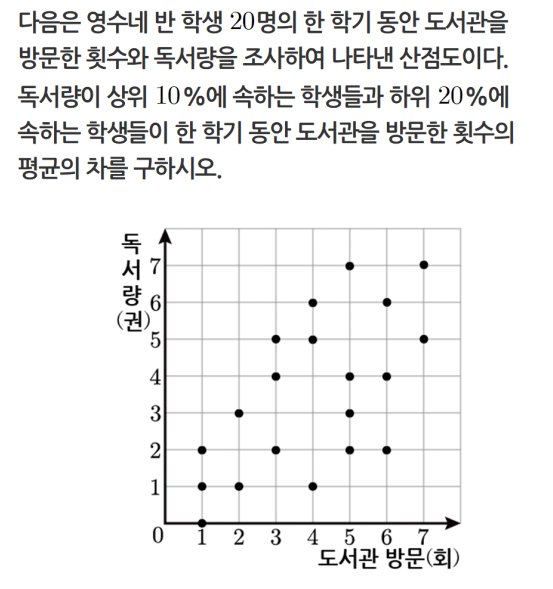 다음은 영수네 반 학생 20명의 한 학기 동안 도서관을
방문한 횟수와 독서량을 조사하여 나타낸 산점도이다.
독서량이 상위 10%에 속하는 학생들과 하위 20%에
속하는 학생들이 한 학기 동안 도서관을 방문한 횟수의
평균의 차를 구하시오.
독서량(권)
7
6
5
4
3
2
1
0 1 2 3 4 5 6 7
도서관 방문(회)